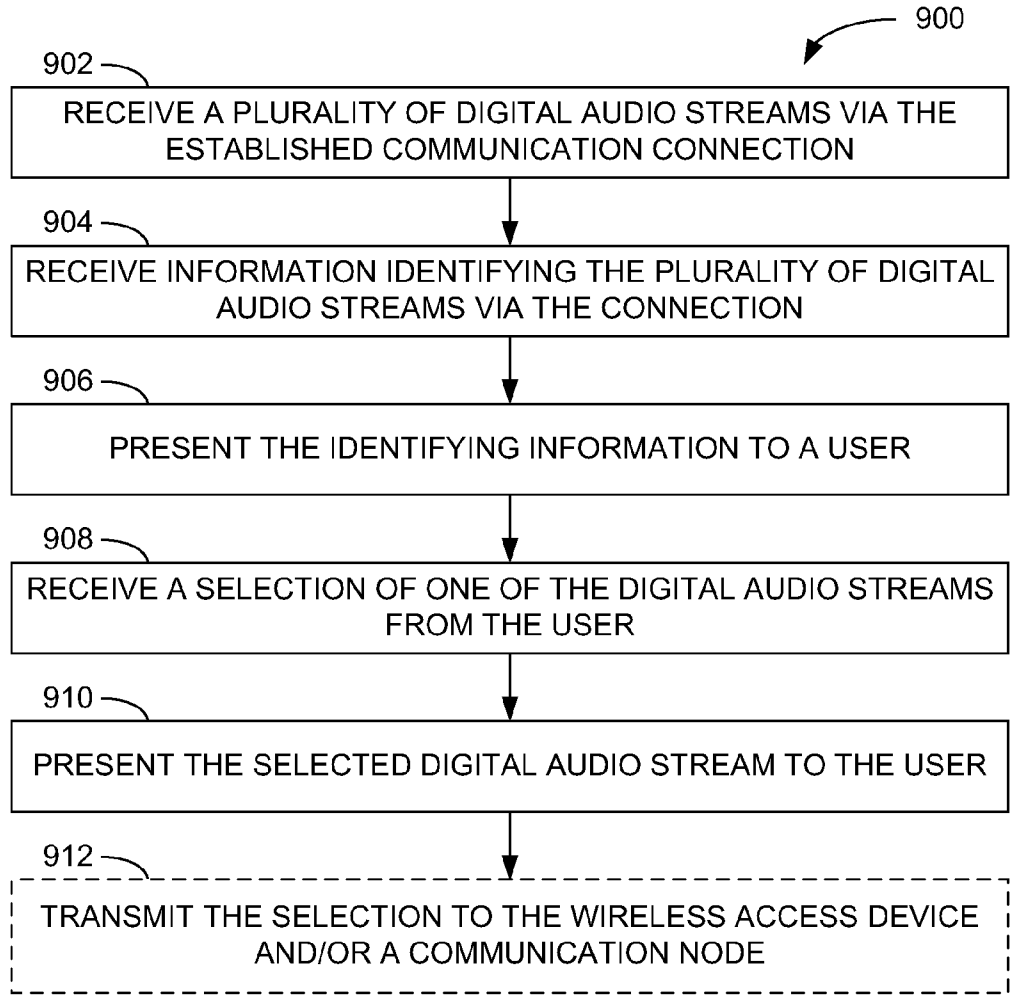 900
902
RECEIVE A PLURALITY OF DIGITAL AUDIO STREAMS VIA THE
ESTABLISHED COMMUNICATION CONNECTION
904
RECEIVE INFORMATION IDENTIFYING THE PLURALITY OF DIGITAL
AUDIO STREAMS VIA THE CONNECTION
906
PRESENT THE IDENTIFYING INFORMATION TO A USER
908
RECEIVE A SELECTION OF ONE OF THE DIGITAL AUDIO STREAMS
FROM THE USER
910
PRESENT THE SELECTED DIGITAL AUDIO STREAM TO THE USER
912
TRANSMIT THE SELECTION TO THE WIRELESS ACCESS DEVICE
AND/OR A COMMUNICATION NODE